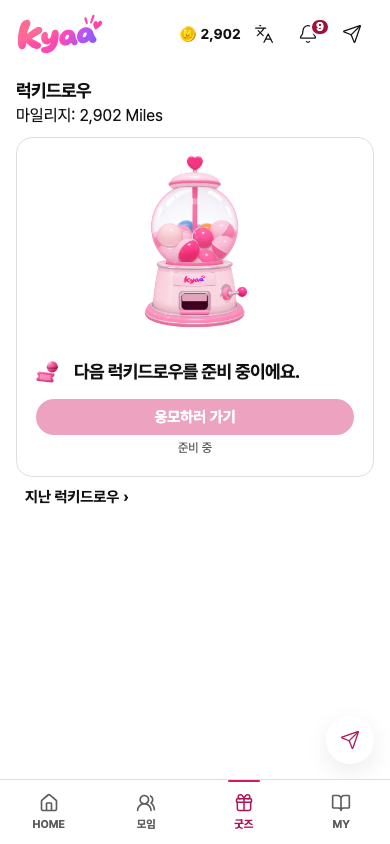 Kyaa
2,902
9
럭키드로우
마일리지: 2,902 Miles
Kyaa
다음 럭키드로우를 준비 중이에요.
응모하러 가기
준비 중
지난 럭키드로우 ›
HOME
모임
굿즈
MY